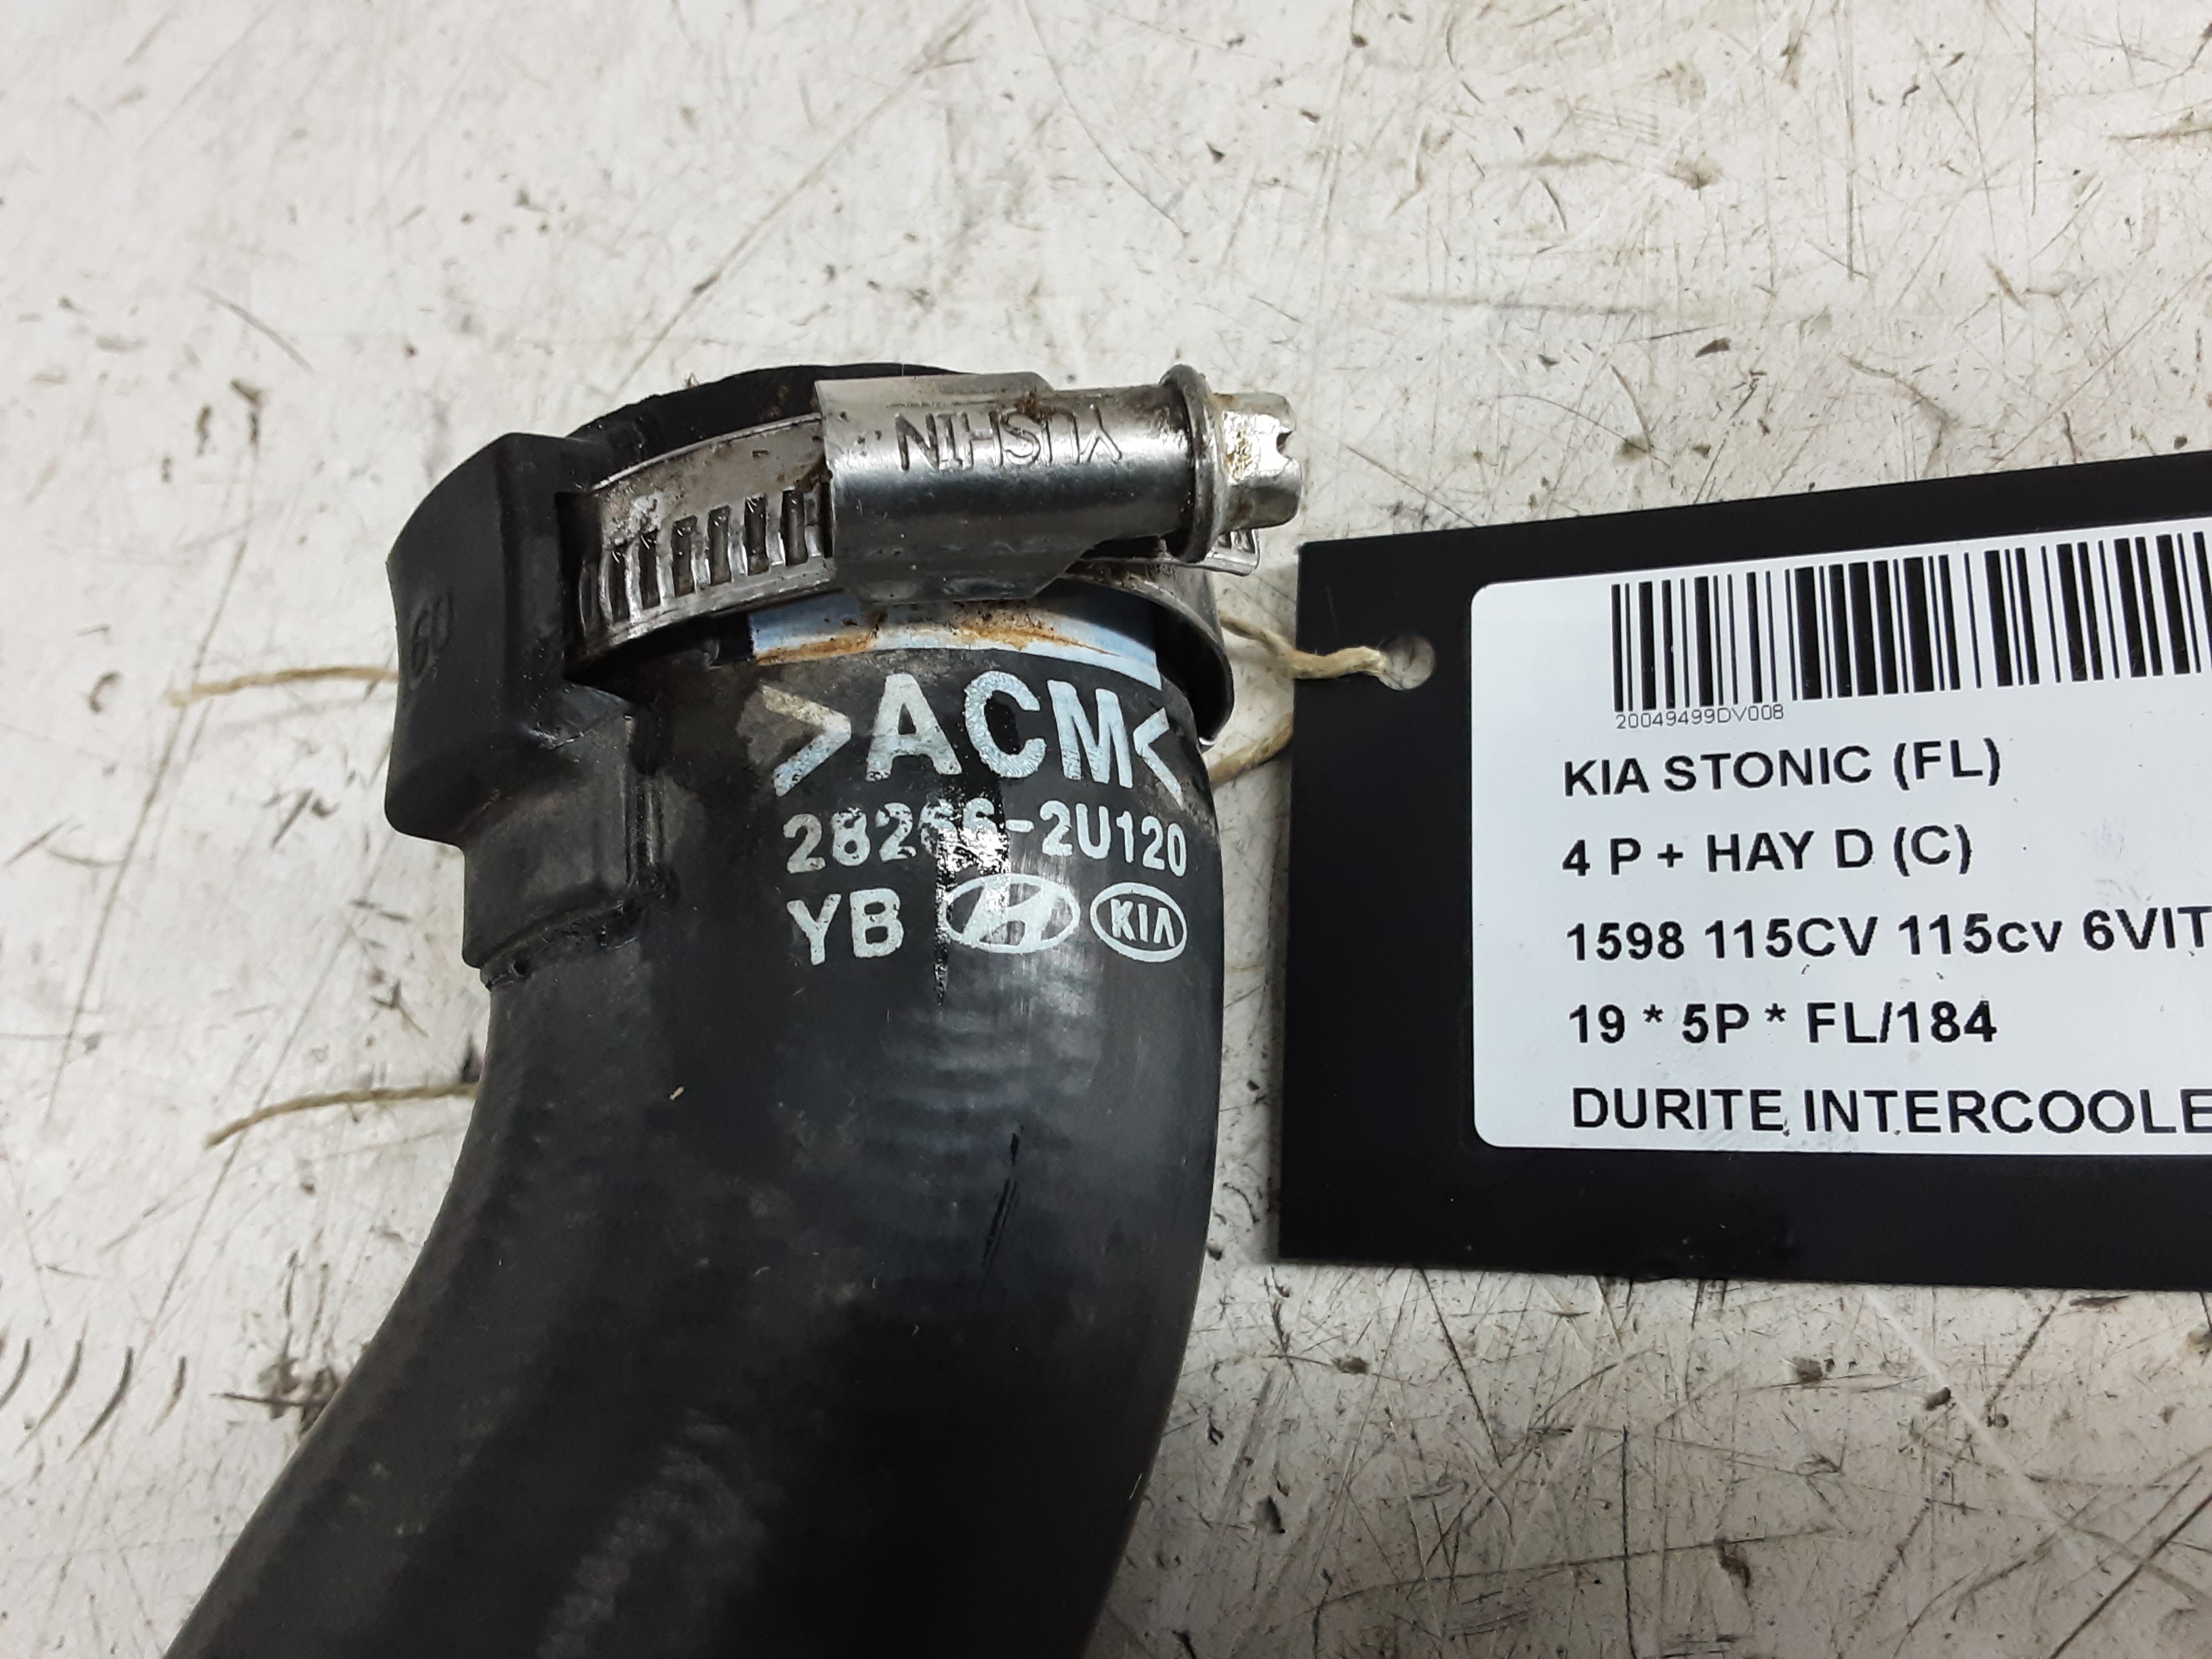 YUSHIN
60
>ACM<
28266-2U120
YB KIA
20049499DV008
KIA STONIC (FL)
4 P + HAY D (C)
1598 115CV 115cv 6VIT
19 * 5P * FL/184
DURITE INTERCOOLE